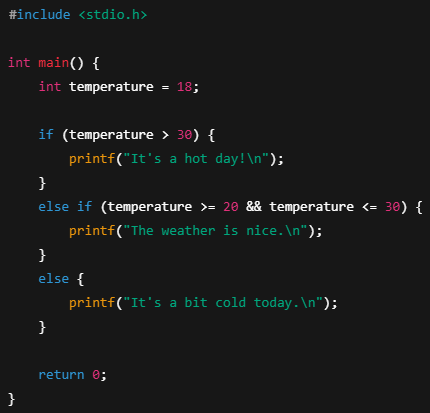 #include <stdio.h>

int main() {
    int temperature = 18;

    if (temperature > 30) {
        printf("It's a hot day!\n");
    }
    else if (temperature >= 20 && temperature <= 30) {
        printf("The weather is nice.\n");
    }
    else {
        printf("It's a bit cold today.\n");
    }

    return 0;
}